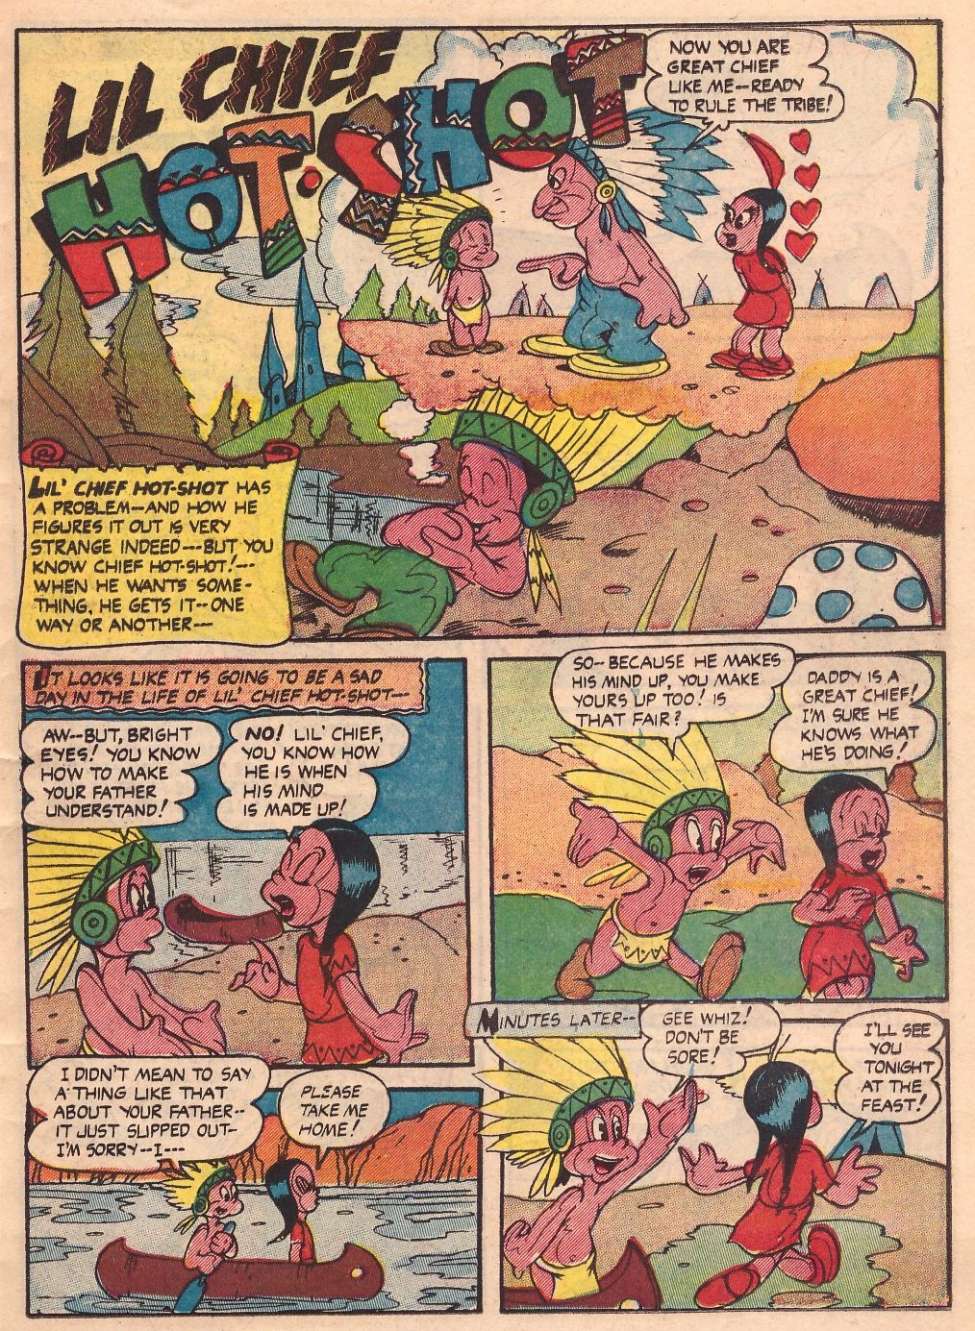 LIL CHIEF
HOT·SHOT
NOW YOU ARE
GREAT CHIEF
LIKE ME--READY
TO RULE THE TRIBE!
LIL' CHIEF HOT-SHOT HAS
A PROBLEM--AND HOW HE
FIGURES IT OUT IS VERY
STRANGE INDEED---BUT YOU
KNOW CHIEF HOT-SHOT!--
WHEN HE WANTS SOME-
THING, HE GETS IT--ONE
WAY OR ANOTHER--
IT LOOKS LIKE IT IS GOING TO BE A SAD
DAY IN THE LIFE OF LIL' CHIEF HOT-SHOT--
AW--BUT, BRIGHT
EYES! YOU KNOW
HOW TO MAKE
YOUR FATHER
UNDERSTAND!
NO! LIL' CHIEF,
YOU KNOW HOW
HE IS WHEN
HIS MIND
IS MADE UP!
SO--BECAUSE HE MAKES
HIS MIND UP, YOU MAKE
YOURS UP TOO! IS
THAT FAIR?
DADDY IS A
GREAT CHIEF!
I'M SURE HE
KNOWS WHAT
HE'S DOING!
I DIDN'T MEAN TO SAY
A THING LIKE THAT
ABOUT YOUR FATHER--
IT JUST SLIPPED OUT--
I'M SORRY--I---
PLEASE
TAKE ME
HOME!
MINUTES LATER--
GEE WHIZ!
DON'T BE
SORE!
I'LL SEE
YOU
TONIGHT
AT THE
FEAST!